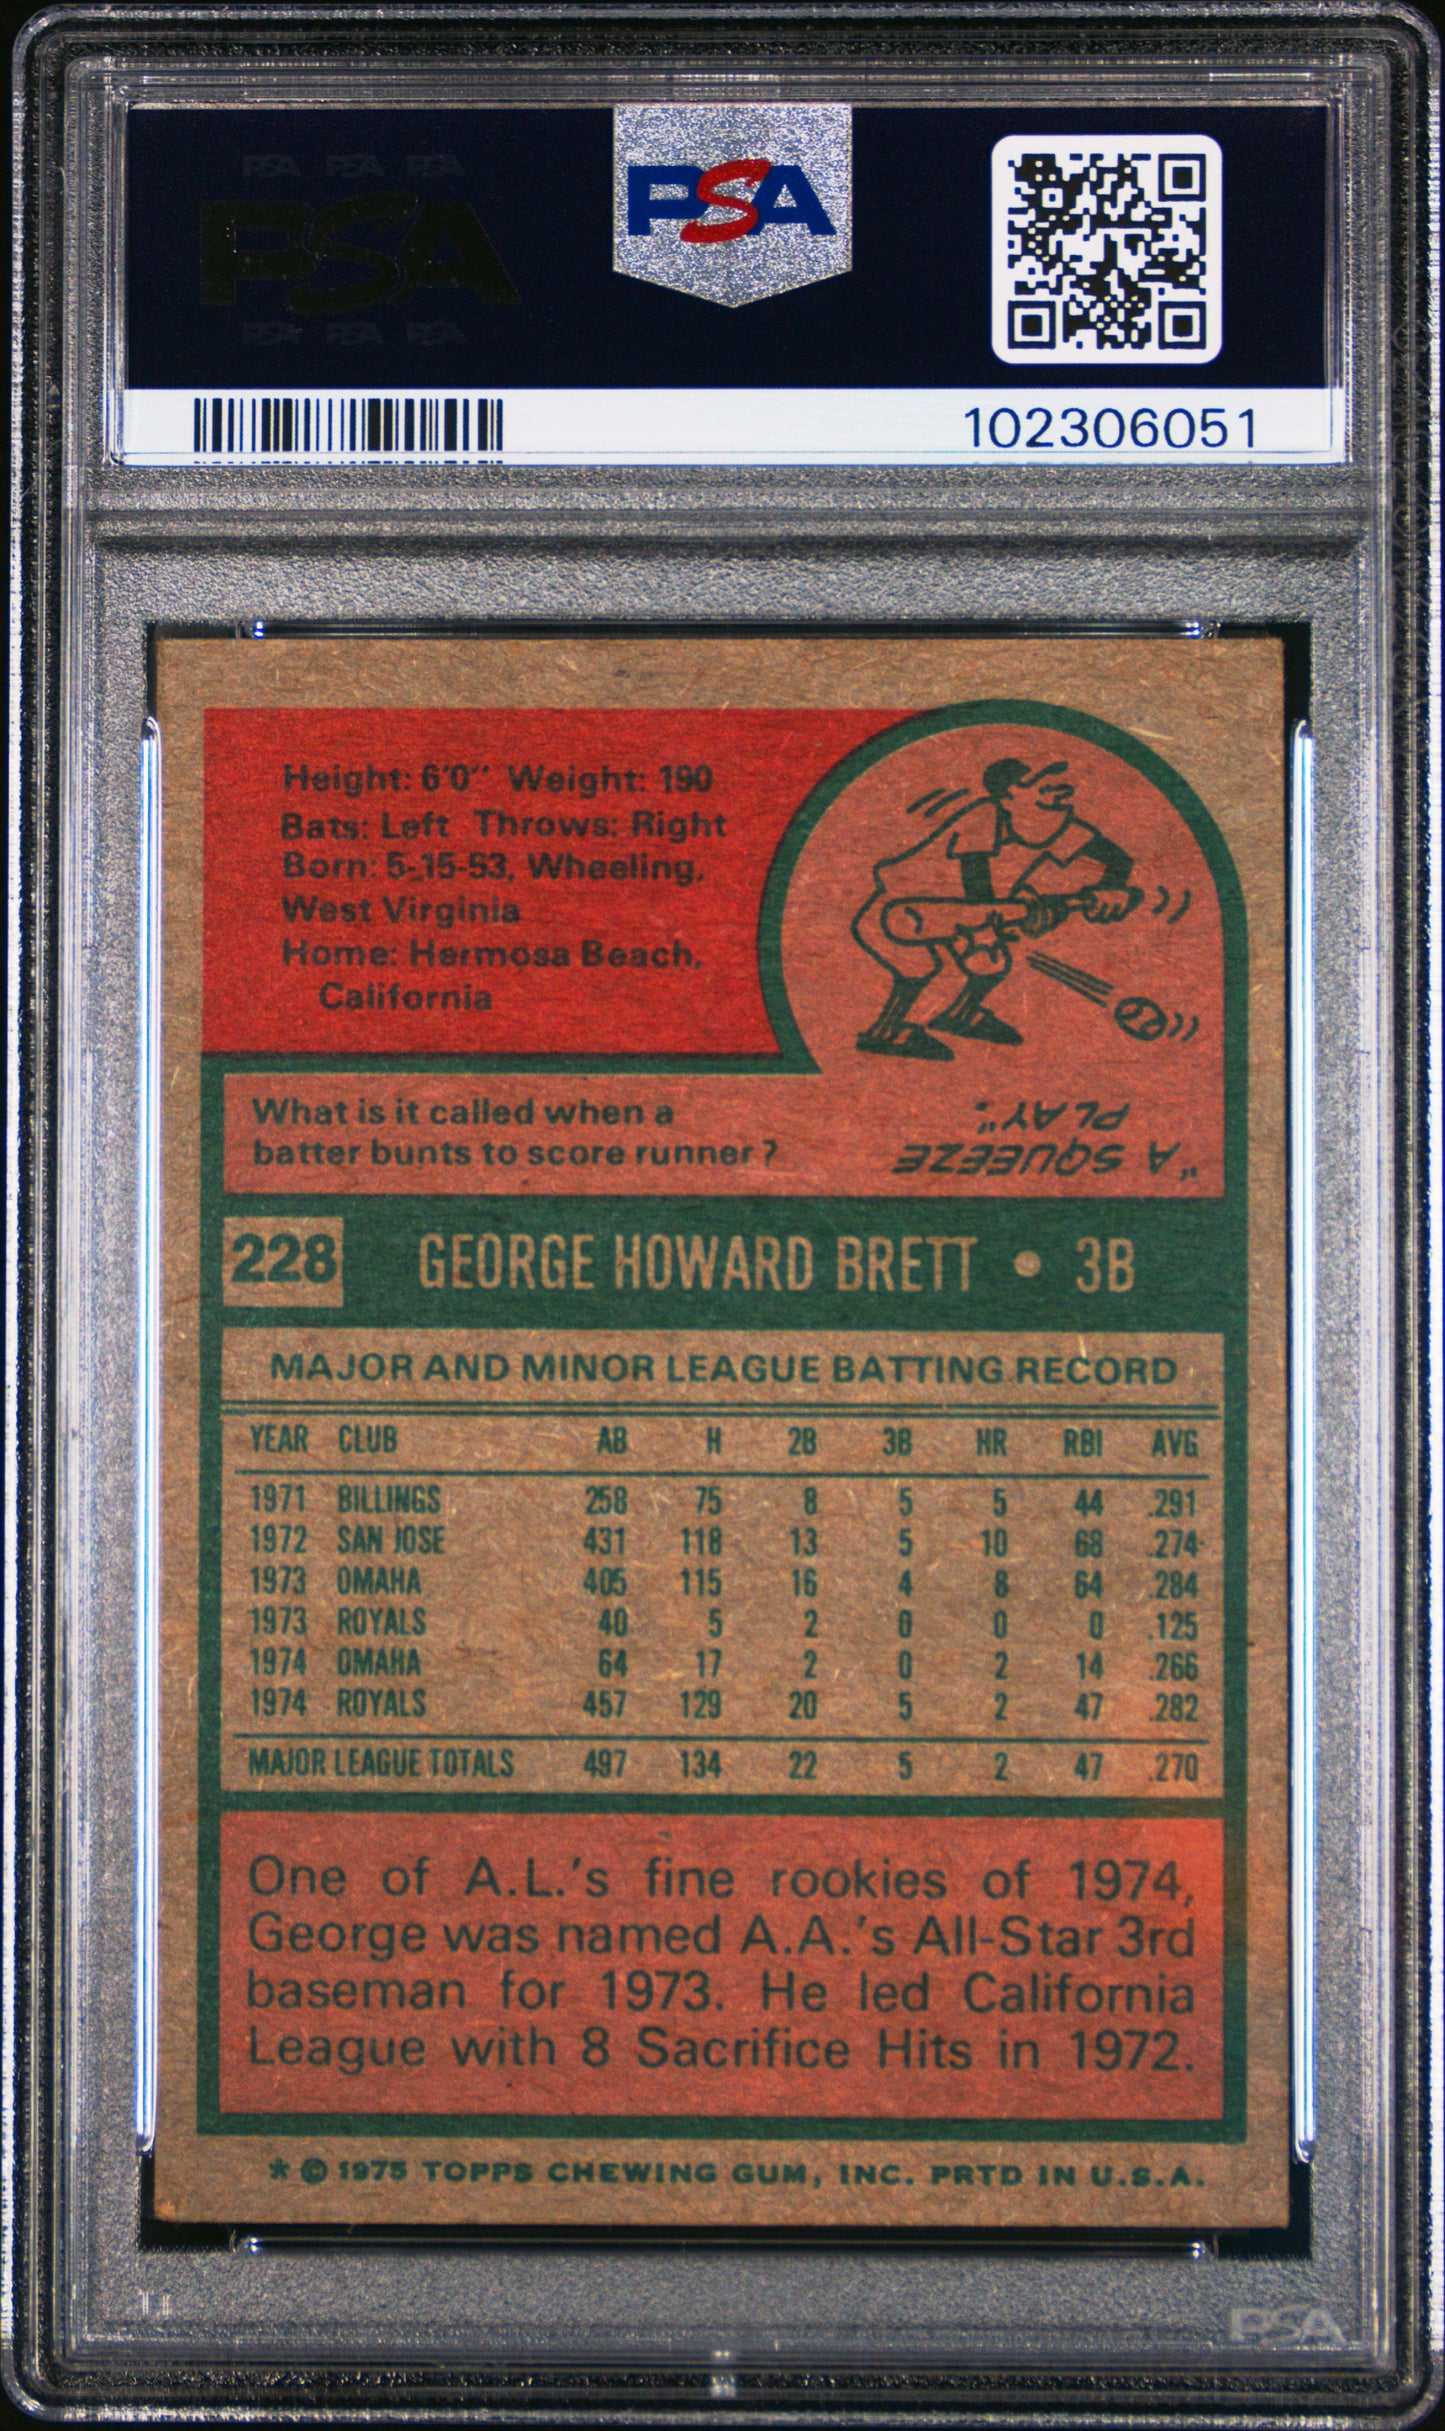 PSA PSA PSA
PSA
PSA PSA PSA
PSA
102306051
Height: 6'0" Weight: 190
Bats: Left Throws: Right
Born: 5-15-53, Wheeling,
West Virginia
Home: Hermosa Beach,
California
What is it called when a
batter bunts to score runner?
"A SQUEEZE
PLAY".
228 GEORGE HOWARD BRETT • 3B
MAJOR AND MINOR LEAGUE BATTING RECORD
YEAR CLUB AB H 2B 3B HR RBI AVG
1971 BILLINGS 258 75 8 5 5 44 .291
1972 SAN JOSE 431 118 13 5 10 68 .274
1973 OMAHA 405 115 16 4 8 64 .284
1973 ROYALS 40 5 2 0 0 0 .125
1974 OMAHA 64 17 2 0 2 14 .266
1974 ROYALS 457 129 20 5 2 47 .282
MAJOR LEAGUE TOTALS 497 134 22 5 2 47 .270
One of A.L.'s fine rookies of 1974,
George was named A.A.'s All-Star 3rd
baseman for 1973. He led California
League with 8 Sacrifice Hits in 1972.
* © 1975 TOPPS CHEWING GUM, INC. PRTD IN U.S.A.
PSA